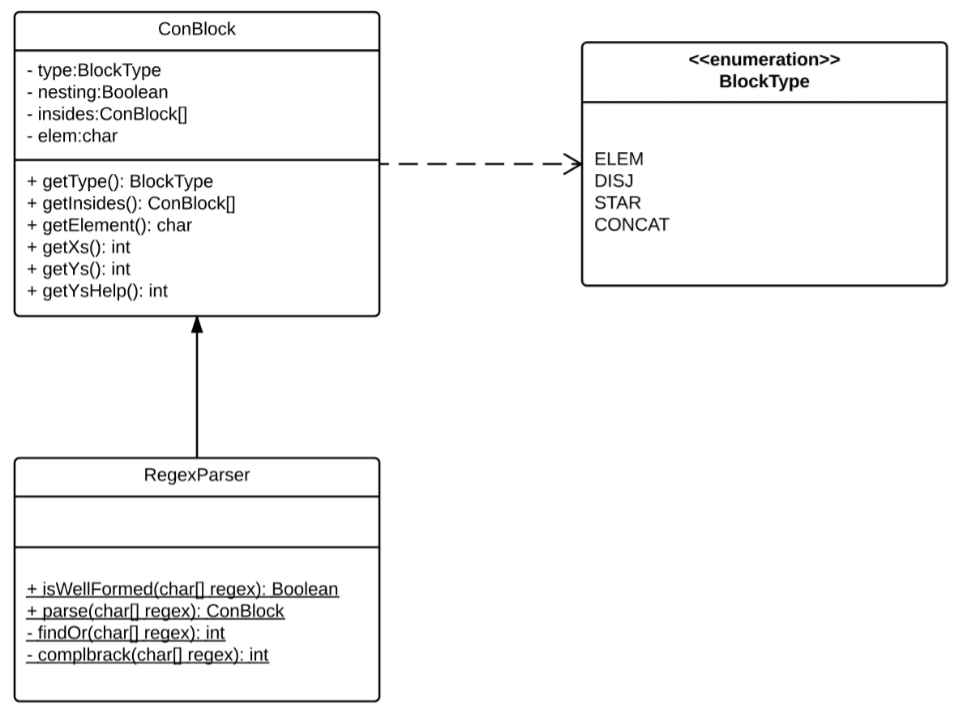 ConBlock
- type:BlockType
- nesting:Boolean
- insides:ConBlock[]
- elem:char
+ getType(): BlockType
+ getInsides(): ConBlock[]
+ getElement(): char
+ getXs(): int
+ getYs(): int
+ getYsHelp(): int
<<enumeration>>
BlockType
ELEM
DISJ
STAR
CONCAT
RegexParser
+ isWellFormed(char[] regex): Boolean
+ parse(char[] regex): ConBlock
- findOr(char[] regex): int
- complbrack(char[] regex): int